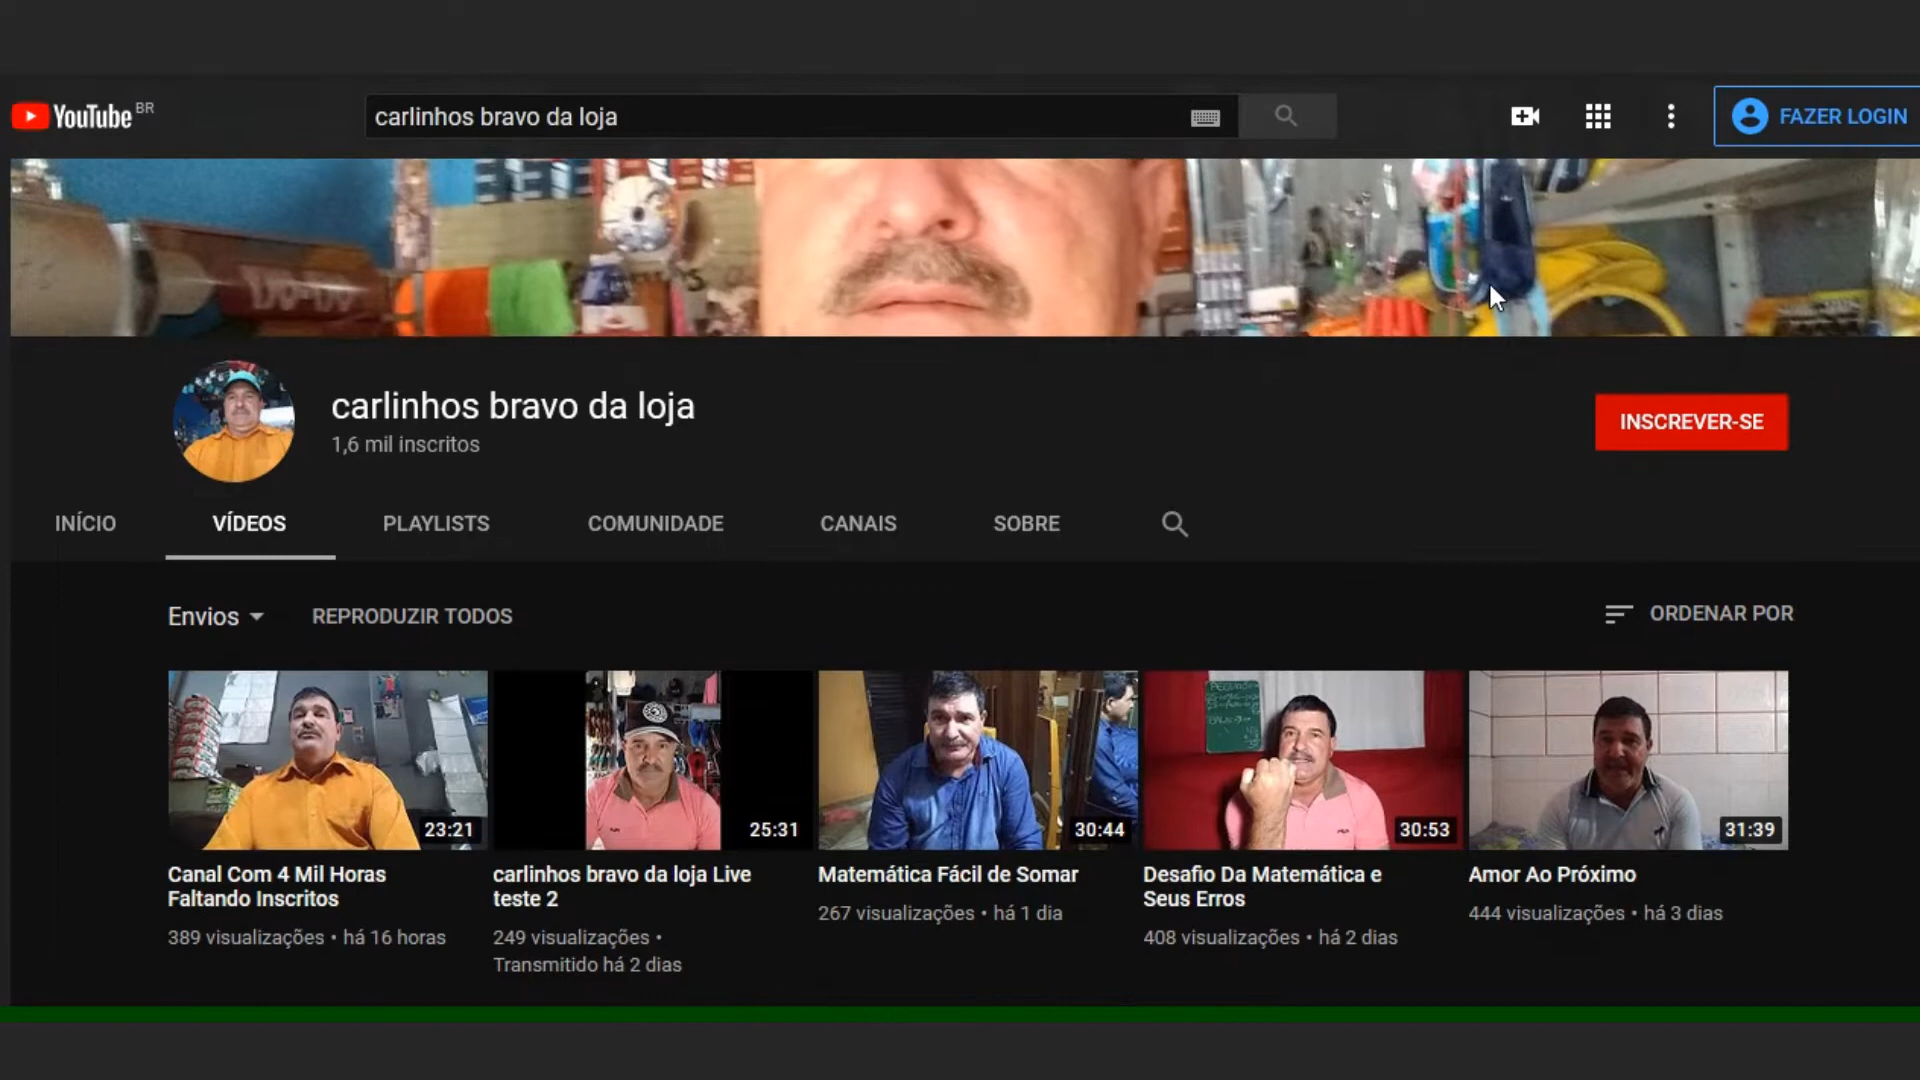 YouTube BR
carlinhos bravo da loja
FAZER LOGIN
carlinhos bravo da loja
1,6 mil inscritos
INSCREVER-SE
INÍCIO
VÍDEOS
PLAYLISTS
COMUNIDADE
CANAIS
SOBRE
Envios
REPRODUZIR TODOS
ORDENAR POR
23:21
25:31
30:44
30:53
31:39
Canal Com 4 Mil Horas
Faltando Inscritos
389 visualizações • há 16 horas
carlinhos bravo da loja Live
teste 2
249 visualizações •
Transmitido há 2 dias
Matemática Fácil de Somar
267 visualizações • há 1 dia
Desafio Da Matemática e
Seus Erros
408 visualizações • há 2 dias
Amor Ao Próximo
444 visualizações • há 3 dias